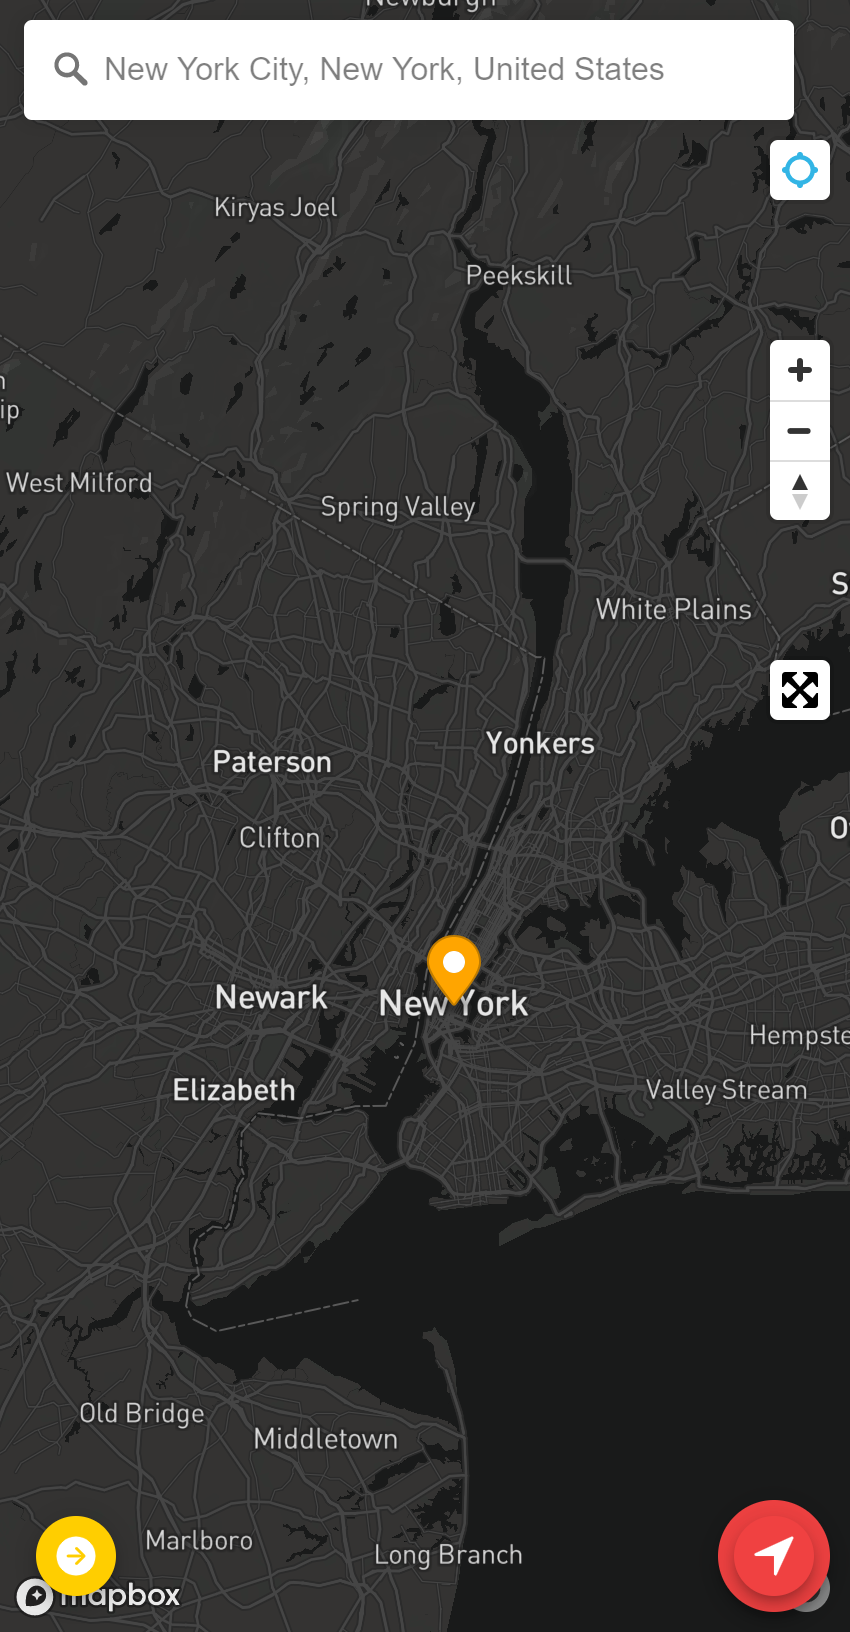 Newburgh
New York City, New York, United States
Kiryas Joel
Peekskill
ip
West Milford
Spring Valley
White Plains
Yonkers
Paterson
Clifton
Newark
New York
Hempste
Elizabeth
Valley Stream
Old Bridge
Middletown
Marlboro
Long Branch
mapbox